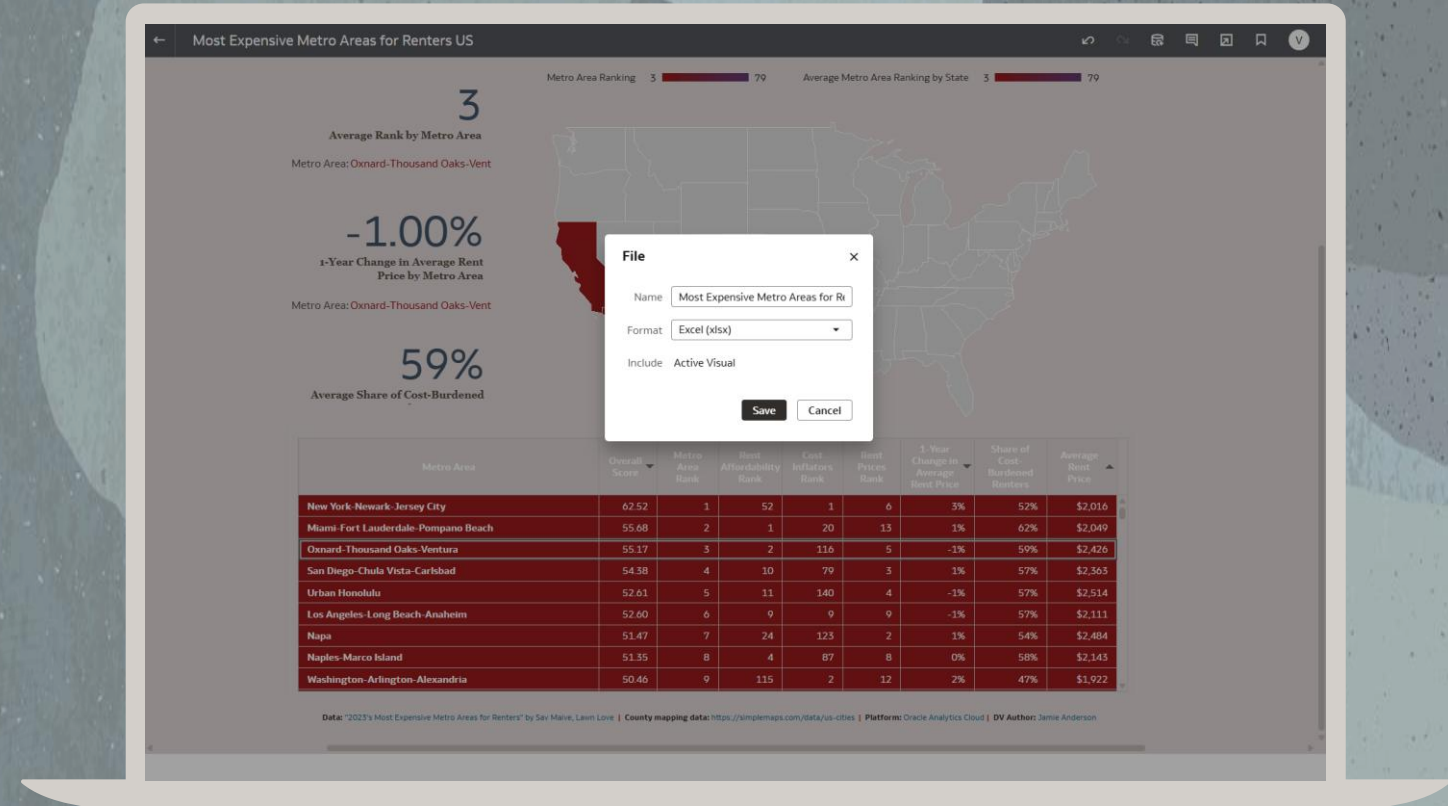 Most Expensive Metro Areas for Renters US
V
Metro Area Ranking 3 79 Average Metro Area Ranking by State 3 79
3
Average Rank by Metro Area
Metro Area: Oxnard-Thousand Oaks-Vent
-1.00%
1-Year Change in Average Rent
Price by Metro Area
Metro Area: Oxnard-Thousand Oaks-Vent
59%
Average Share of Cost-Burdened
File
Name Most Expensive Metro Areas for Re
Format Excel (xlsx)
Include Active Visual
Save Cancel
Metro Area Overall Score Metro Area Rank Rent Affordability Rank Cost Inflators Rank Rent Prices Rank 1-Year Change in Average Rent Price Share of Cost-Burdened Renters Average Rent Price
New York-Newark-Jersey City 62.52 1 52 1 6 3% 52% $2,016
Miami-Fort Lauderdale-Pompano Beach 55.68 2 1 20 13 1% 62% $2,049
Oxnard-Thousand Oaks-Ventura 55.17 3 2 116 5 -1% 59% $2,426
San Diego-Chula Vista-Carlsbad 54.38 4 10 79 3 1% 57% $2,363
Urban Honolulu 52.61 5 11 140 4 -1% 57% $2,514
Los Angeles-Long Beach-Anaheim 52.60 6 9 9 9 -1% 57% $2,111
Napa 51.47 7 24 123 2 1% 54% $2,484
Naples-Marco Island 51.35 8 4 87 8 0% 58% $2,143
Washington-Arlington-Alexandria 50.46 9 115 2 12 2% 47% $1,922
Data: "2023's Most Expensive Metro Areas for Renters" by Sav Maive, Lawn Love | County mapping data: https://simplemaps.com/data/us-cities | Platform: Oracle Analytics Cloud | DV Author: Jamie Anderson